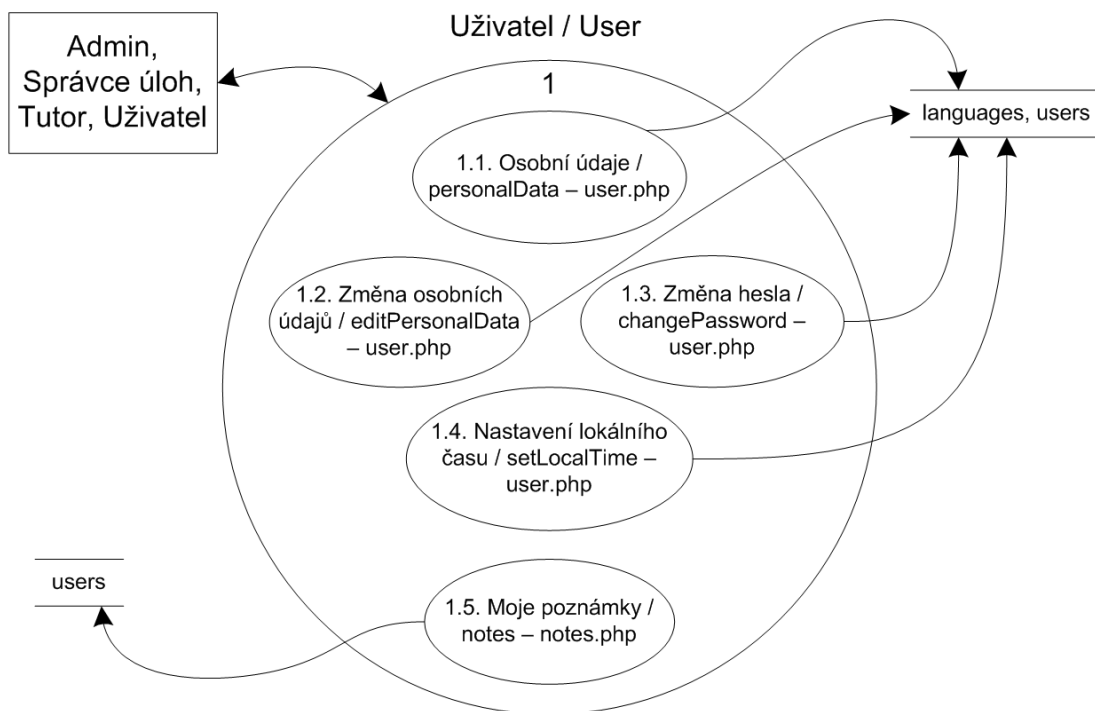 Uživatel / User
Admin,
Správce úloh,
Tutor, Uživatel
1
languages, users
1.1. Osobní údaje /
personalData – user.php
1.2. Změna osobních
údajů / editPersonalData
– user.php
1.3. Změna hesla /
changePassword –
user.php
1.4. Nastavení lokálního
času / setLocalTime –
user.php
users
1.5. Moje poznámky /
notes – notes.php